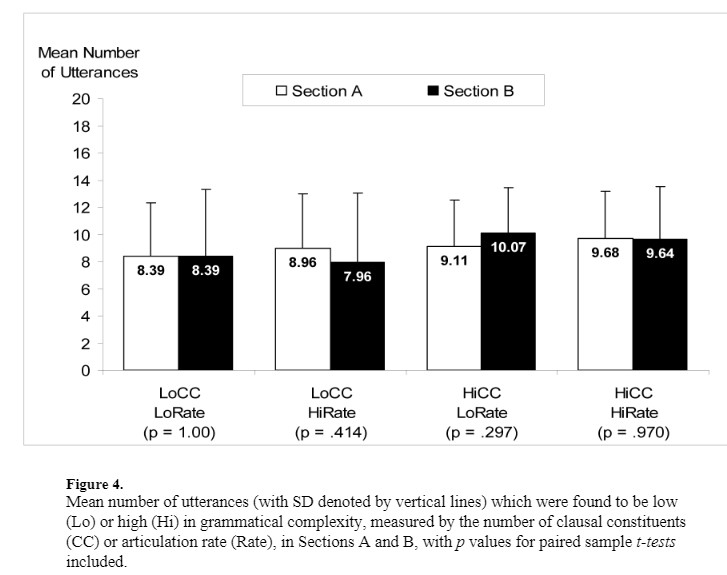 Mean Number
of Utterances
Section A
Section B
20
18
16
14
12
10
8
6
4
2
0
8.39
8.39
8.96
7.96
9.11
10.07
9.68
9.64
LoCC
LoRate
(p = 1.00)
LoCC
HiRate
(p = .414)
HiCC
LoRate
(p = .297)
HiCC
HiRate
(p = .970)
Figure 4.
Mean number of utterances (with SD denoted by vertical lines) which were found to be low
(Lo) or high (Hi) in grammatical complexity, measured by the number of clausal constituents
(CC) or articulation rate (Rate), in Sections A and B, with p values for paired sample t-tests
included.